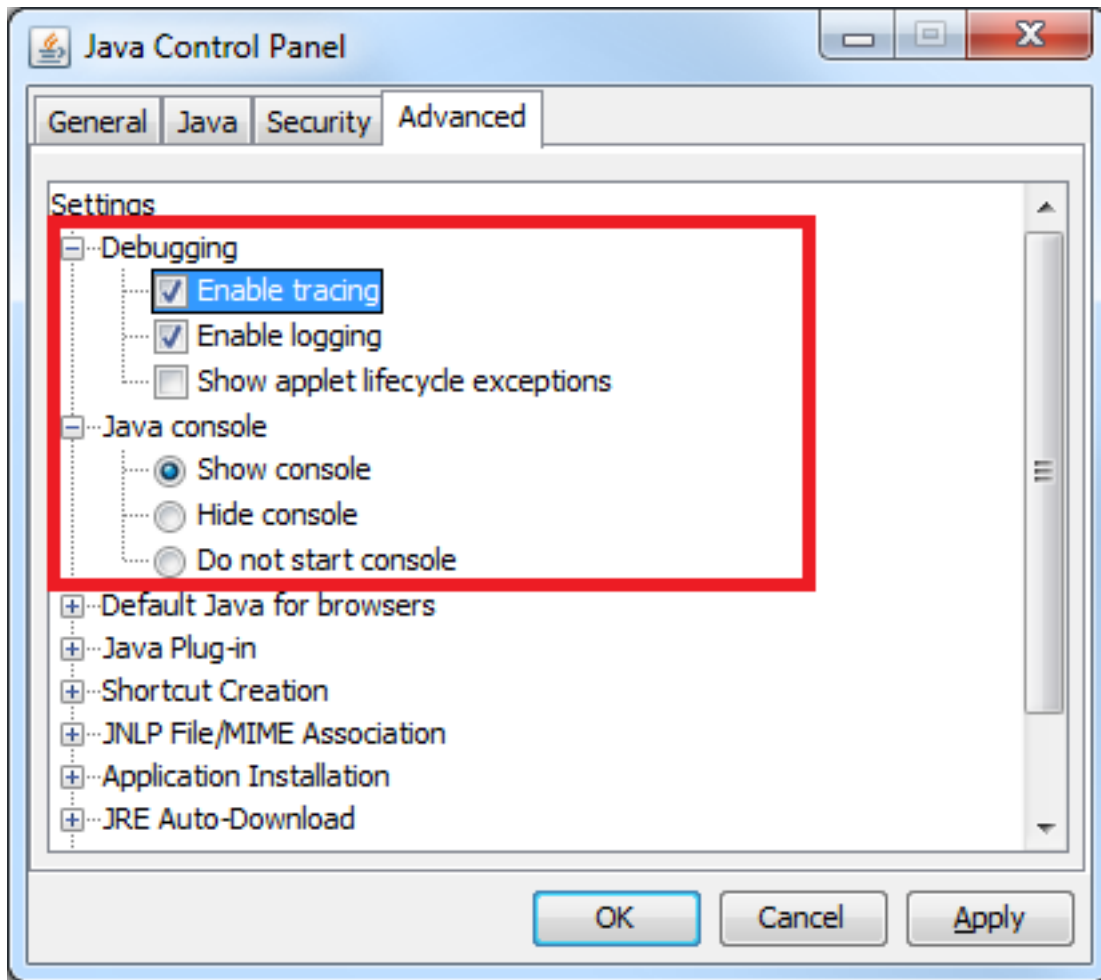 Java Control Panel
General Java Security Advanced
Settings
Debugging
Enable tracing
Enable logging
Show applet lifecycle exceptions
Java console
Show console
Hide console
Do not start console
Default Java for browsers
Java Plug-in
Shortcut Creation
JNLP File/MIME Association
Application Installation
JRE Auto-Download
OK Cancel Apply